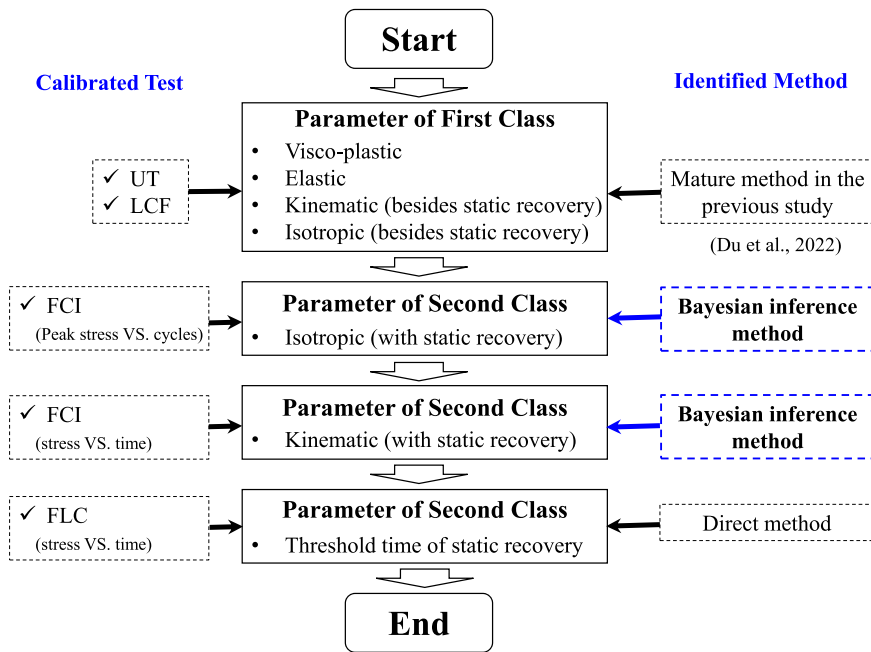 Start
Calibrated Test
Identified Method
Parameter of First Class
• Visco-plastic
• Elastic
• Kinematic (besides static recovery)
• Isotropic (besides static recovery)
✓ UT
✓ LCF
Mature method in the
previous study
(Du et al., 2022)
✓ FCI
(Peak stress VS. cycles)
Parameter of Second Class
• Isotropic (with static recovery)
Bayesian inference
method
✓ FCI
(stress VS. time)
Parameter of Second Class
• Kinematic (with static recovery)
Bayesian inference
method
✓ FLC
(stress VS. time)
Parameter of Second Class
• Threshold time of static recovery
Direct method
End